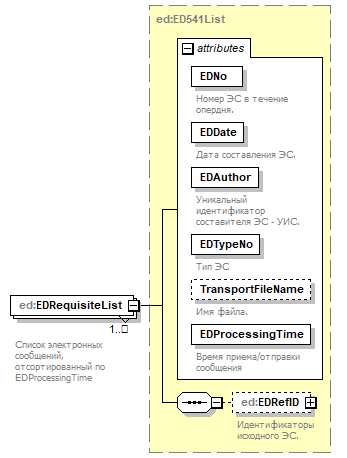 ed:ED541List
attributes
EDNo
Номер ЭС в течение
опердня.
EDDate
Дата составления ЭС.
EDAuthor
Уникальный
идентификатор
составителя ЭС - УИС.
EDTypeNo
Тип ЭС
TransportFileName
Имя файла.
EDProcessingTime
Время приема/отправки
сообщения
ed:EDRequisiteList
1..□
Список электронных
сообщений,
отсортированный по
EDProcessingTime
ed:EDRefID
Идентификаторы
исходного ЭС.